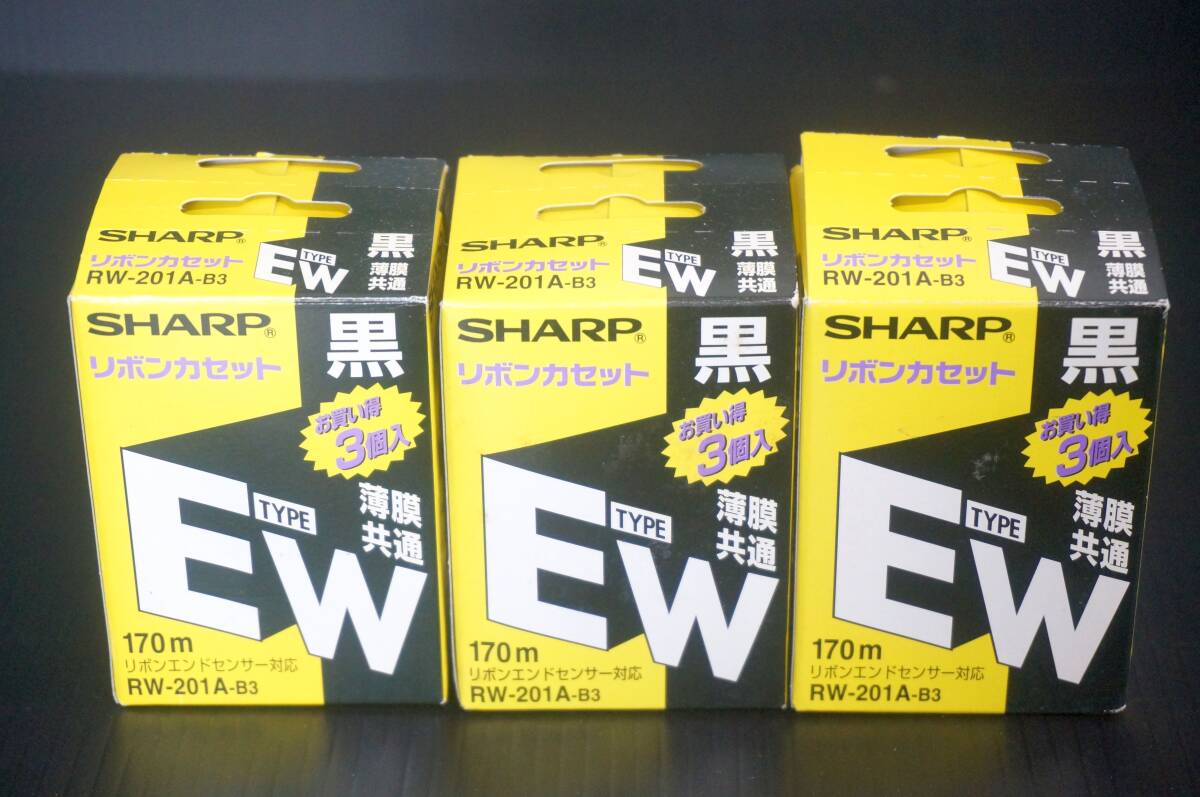 SHARP®
リボンカセット
RW-201A-B3
TYPE
EW
黒
薄膜
共通
SHARP®
リボンカセット
黒
お買い得
3個入
TYPE
EW
薄膜
共通
170m
リボンエンドセンサー対応
RW-201A-B3
SHARP®
リボンカセット
RW-201A-B3
TYPE
EW
黒
薄膜
共通
SHARP®
リボンカセット
黒
お買い得
3個入
TYPE
EW
薄膜
共通
170m
リボンエンドセンサー対応
RW-201A-B3
SHARP®
リボンカセット
RW-201A-B3
TYPE
EW
黒
薄膜
共通
SHARP®
リボンカセット
黒
お買い得
3個入
TYPE
EW
薄膜
共通
170m
リボンエンドセンサー対応
RW-201A-B3